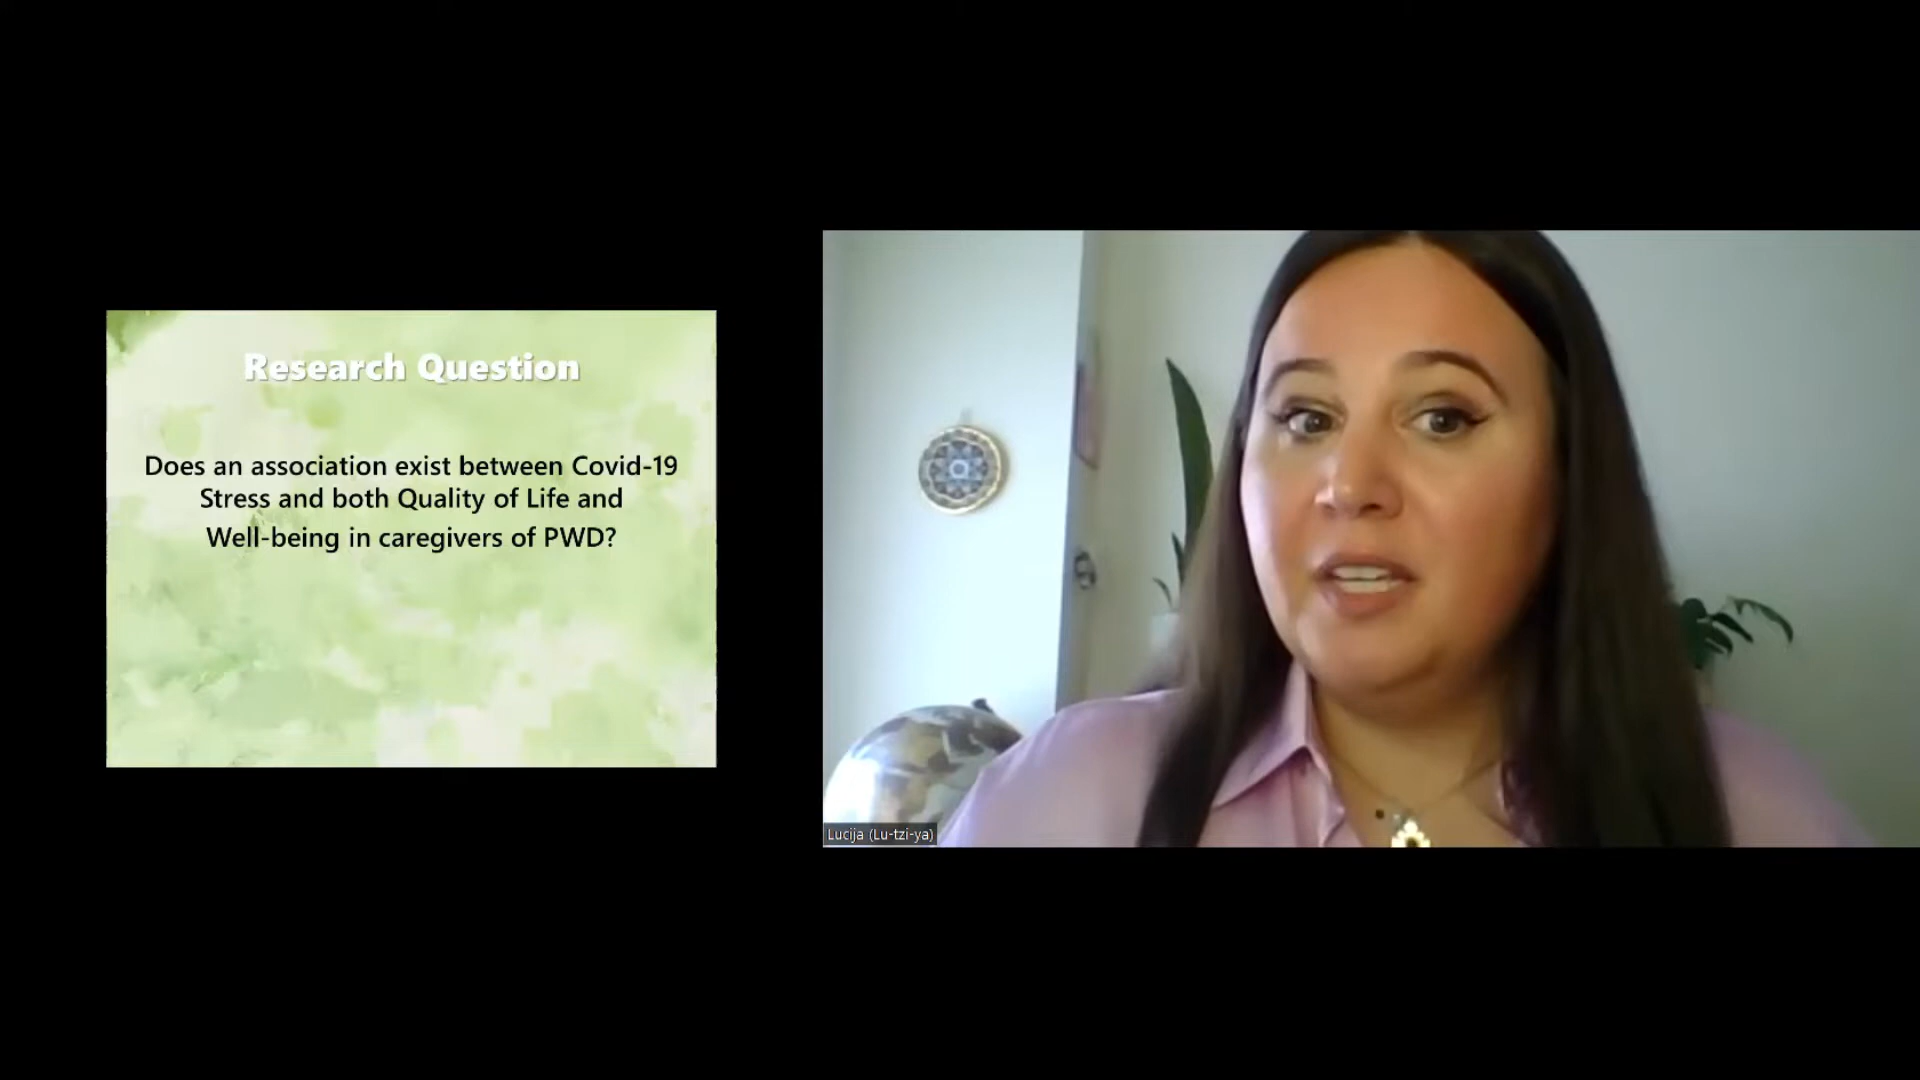 Research Question
Does an association exist between Covid-19
Stress and both Quality of Life and
Well-being in caregivers of PWD?
Lucija (Lu-tzi-ya)